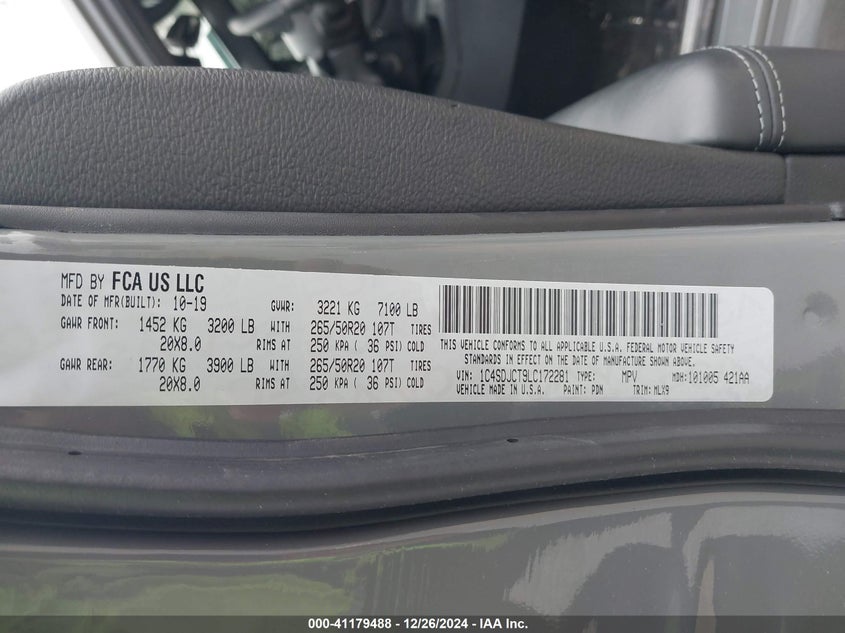 MFD BY FCA US LLC
DATE OF MFR(BUILT): 10-19 GVWR: 3221 KG 7100 LB
GAWR FRONT: 1452 KG 3200 LB WITH 265/50R20 107T TIRES
20X8.0 RIMS AT 250 KPA ( 36 PSI) COLD
GAWR REAR: 1770 KG 3900 LB WITH 265/50R20 107T TIRES
20X8.0 RIMS AT 250 KPA ( 36 PSI) COLD
THIS VEHICLE CONFORMS TO ALL APPLICABLE U.S.A. FEDERAL MOTOR VEHICLE SAFETY
STANDARDS IN EFFECT ON THE DATE OF MANUFACTURE SHOWN ABOVE.
VIN: 1C4SDJCT9LC172281 TYPE: MPV MDH:101005 421AA
VEHICLE MADE IN U.S.A. PAINT: PDN TRIM: MLX9
000-41179488 - 12/26/2024 - IAA Inc.